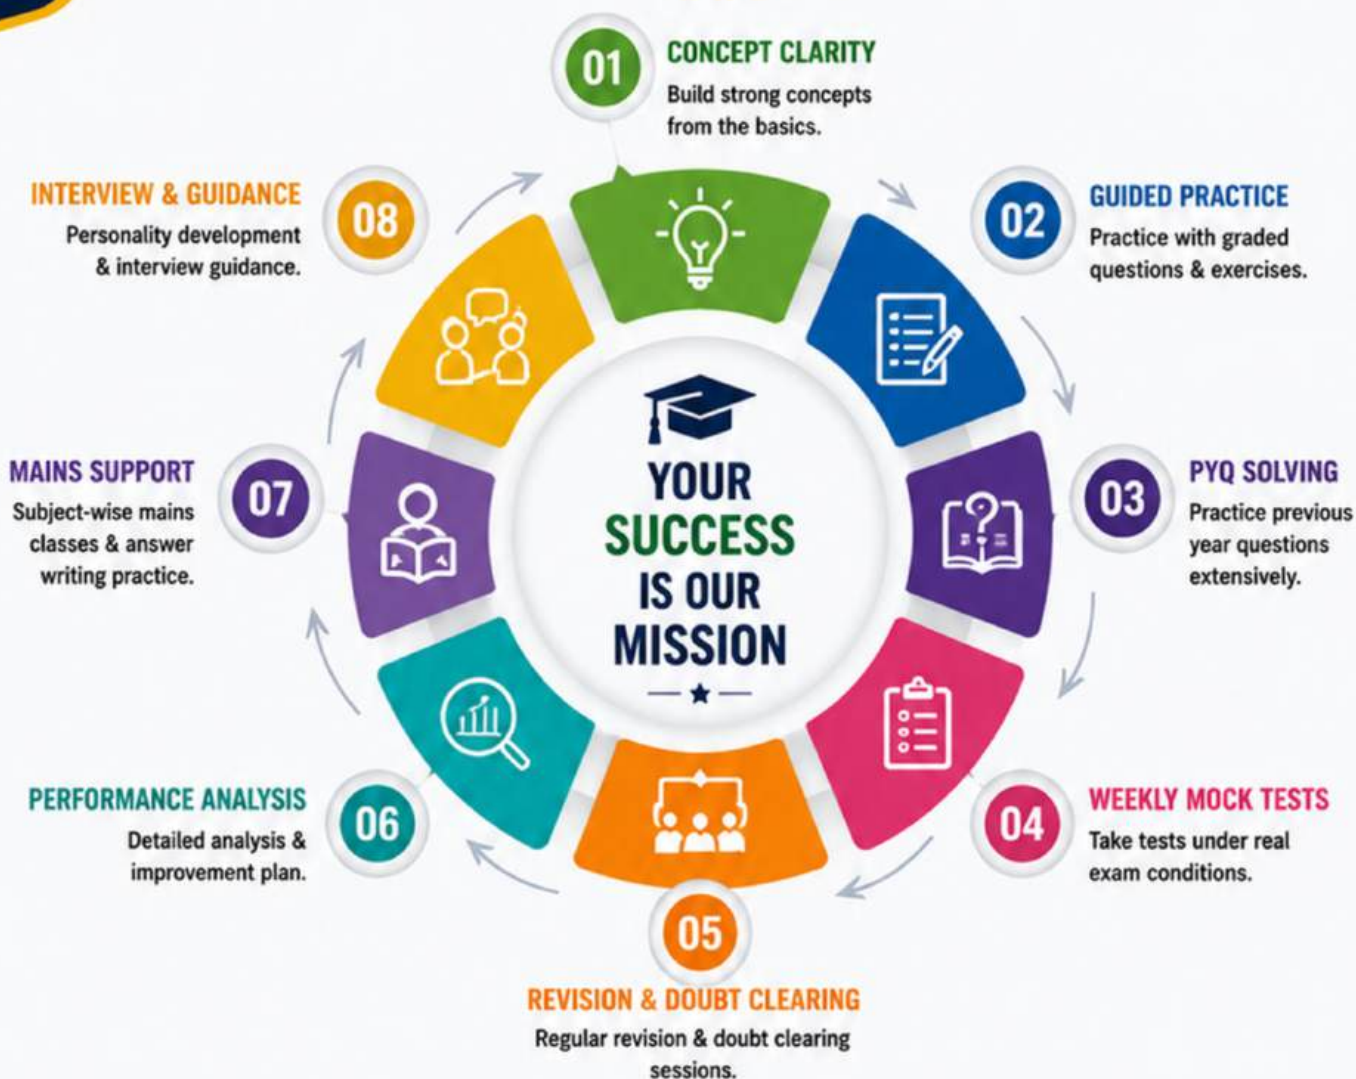 01
CONCEPT CLARITY
Build strong concepts
from the basics.
02
GUIDED PRACTICE
Practice with graded
questions & exercises.
03
PYQ SOLVING
Practice previous
year questions
extensively.
04
WEEKLY MOCK TESTS
Take tests under real
exam conditions.
05
REVISION & DOUBT CLEARING
Regular revision & doubt clearing
sessions.
06
PERFORMANCE ANALYSIS
Detailed analysis &
improvement plan.
07
MAINS SUPPORT
Subject-wise mains
classes & answer
writing practice.
08
INTERVIEW & GUIDANCE
Personality development
& interview guidance.
YOUR
SUCCESS
IS OUR
MISSION